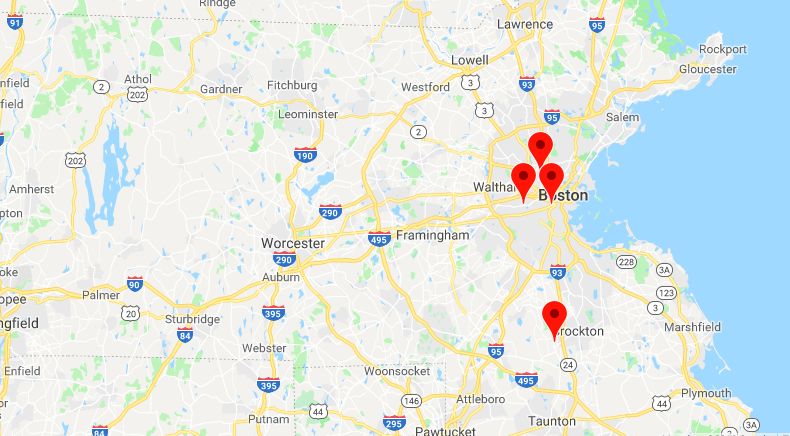 Rindge
91
Lawrence
95
Rockport
Lowell
Gloucester
Athol
93
3
2
202
Gardner
Fitchburg
Westford
nfield
field
3
Leominster
95
Salem
2
190
202
Amherst
Waltham
Boston
pton
290
495
Framingham
Worcester
290
228
3A
oke
Auburn
93
90
Palmer
123
opee
20
395
3
ngfield
Sturbridge
84
Brockton
Marshfield
Webster
95
24
Enfield
Woonsocket
495
395
Plymouth
146
Attleboro
44
44
or
Putnam
295
Taunton
3A
84
Pawtucket